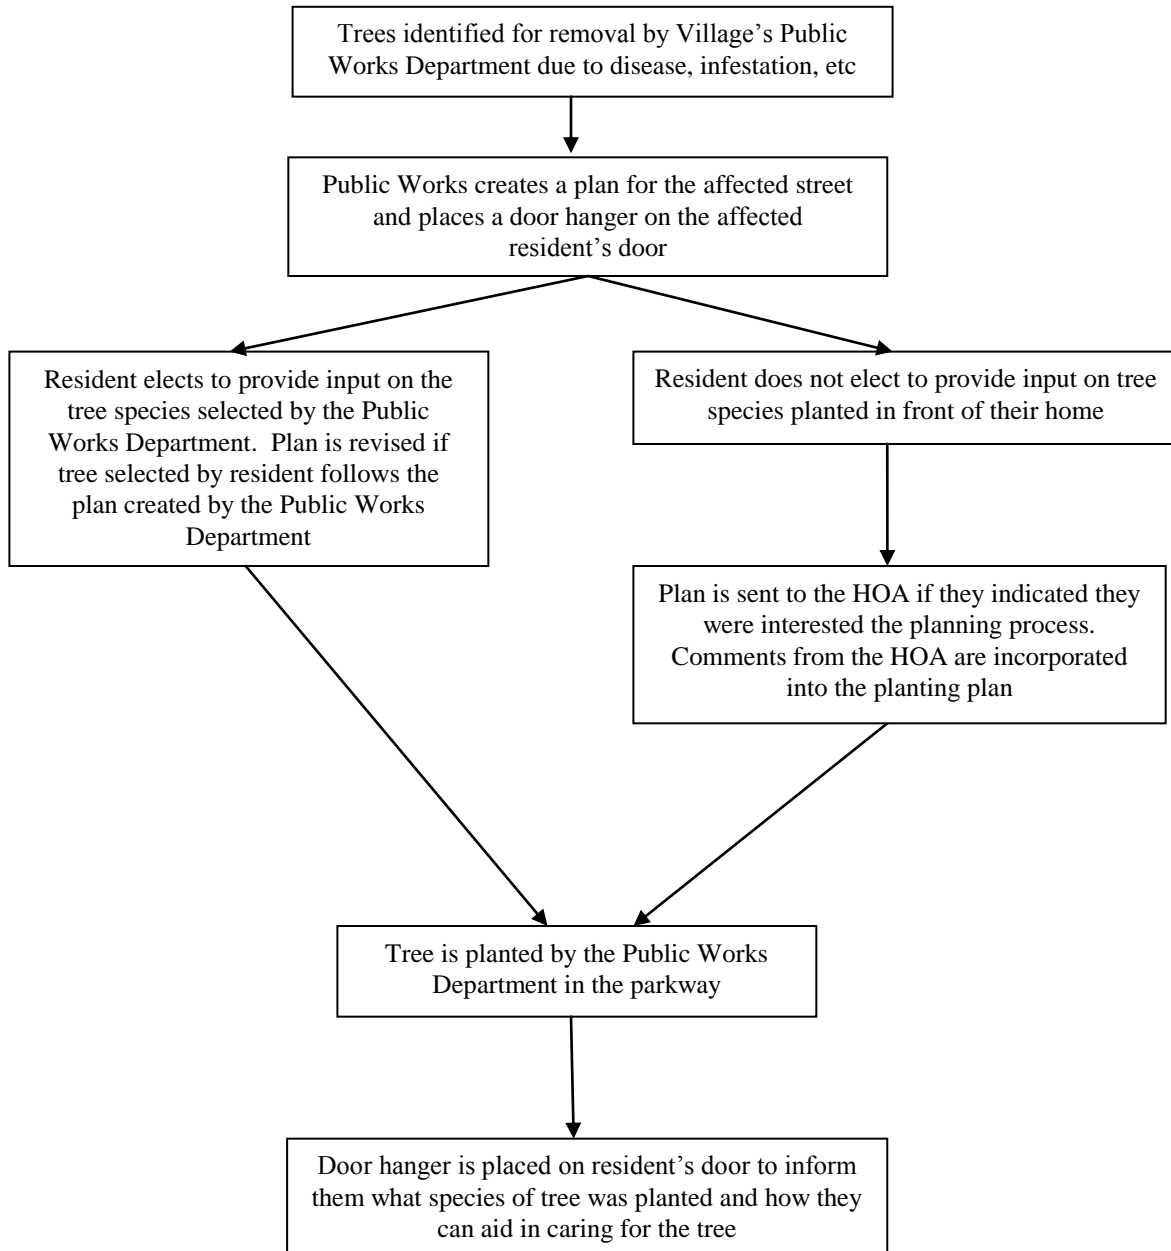 Trees identified for removal by Village’s Public
Works Department due to disease, infestation, etc
Public Works creates a plan for the affected street
and places a door hanger on the affected
resident’s door
Resident elects to provide input on the
tree species selected by the Public
Works Department.  Plan is revised if
tree selected by resident follows the
plan created by the Public Works
Department
Resident does not elect to provide input on tree
species planted in front of their home
Plan is sent to the HOA if they indicated they
were interested the planning process.
Comments from the HOA are incorporated
into the planting plan
Tree is planted by the Public Works
Department in the parkway
Door hanger is placed on resident’s door to inform
them what species of tree was planted and how they
can aid in caring for the tree